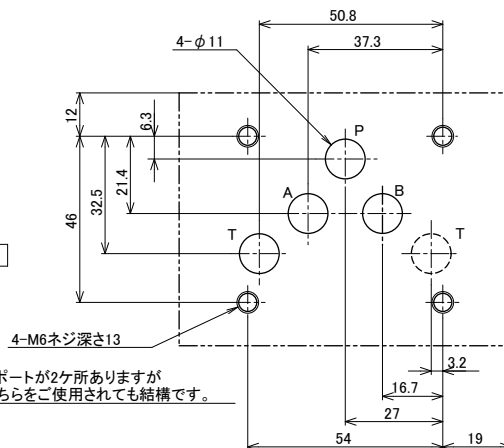 50.8
37.3
4-φ11
12
6.3
P
21.4
A
B
32.5
46
T
T
4-M6ネジ深さ13
3.2
ポートが2ケ所ありますが
ちらをご使用されても結構です。
16.7
27
54
19